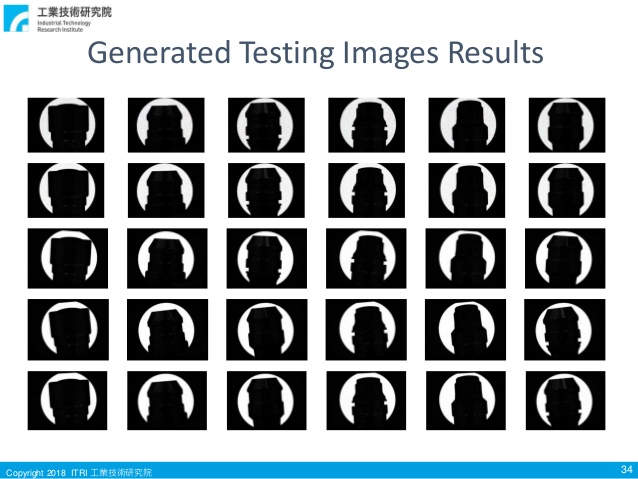 工業技術研究院
Industrial Technology
Research Institute
Generated Testing Images Results
Copyright 2018 ITRI 工業技術研究院
34